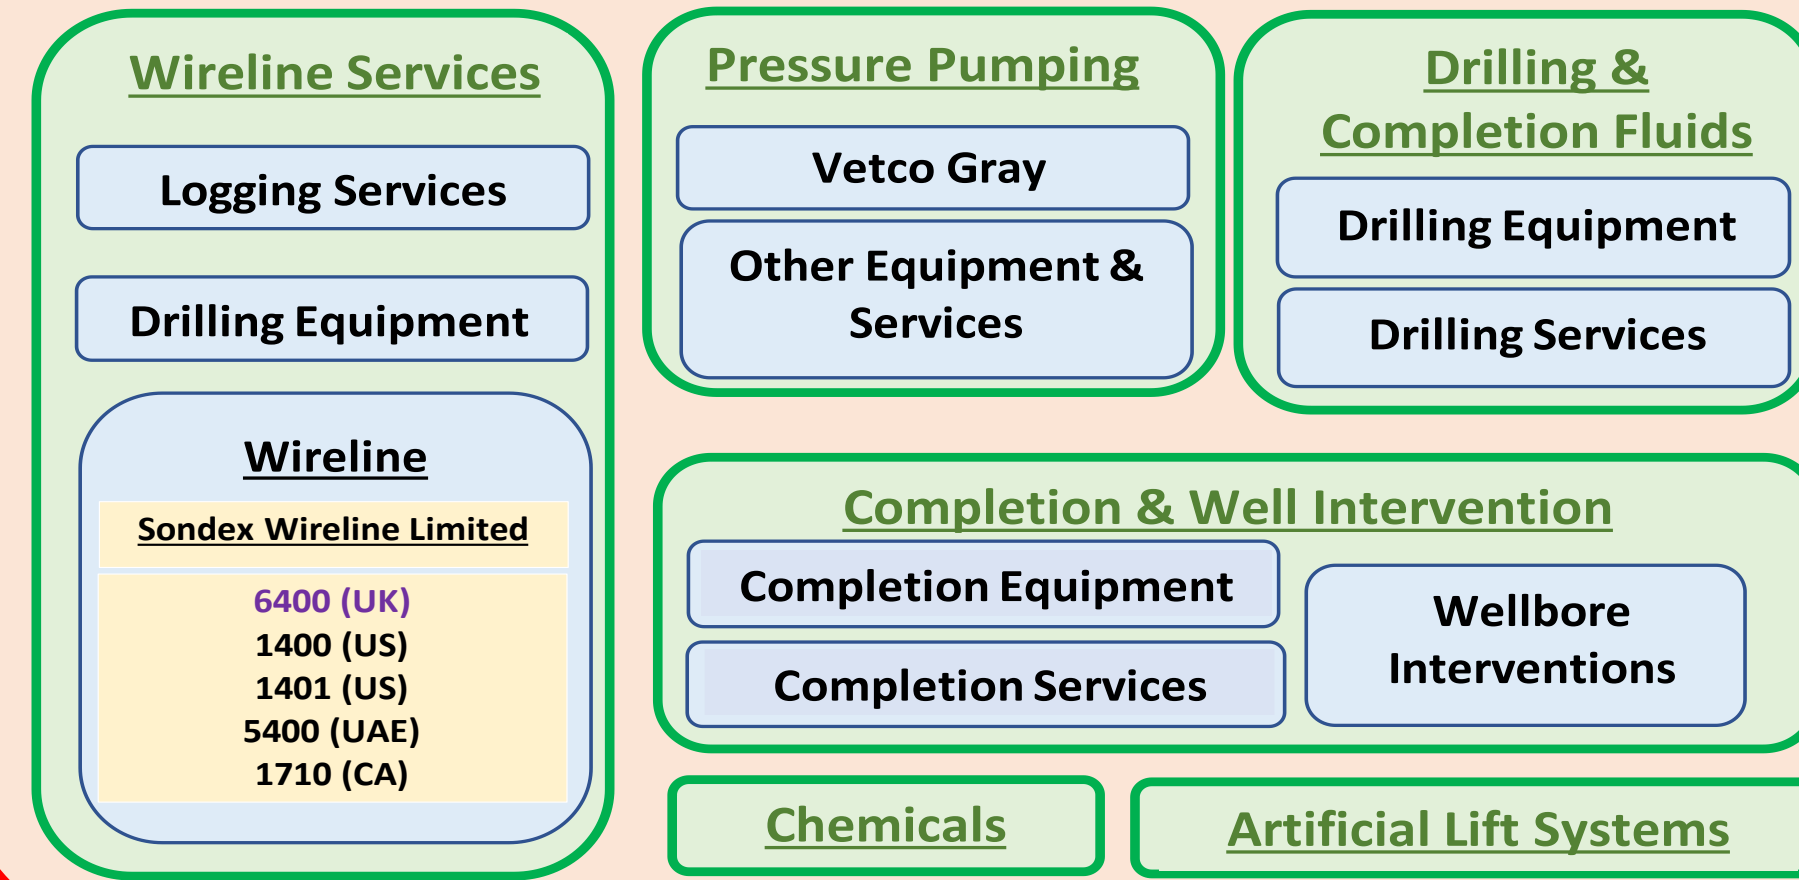 Wireline Services
Logging Services
Drilling Equipment
Wireline
Sondex Wireline Limited
6400 (UK)
1400 (US)
1401 (US)
5400 (UAE)
1710 (CA)
Pressure Pumping
Vetco Gray
Other Equipment &
Services
Drilling &
Completion Fluids
Drilling Equipment
Drilling Services
Completion & Well Intervention
Completion Equipment
Completion Services
Wellbore
Interventions
Chemicals
Artificial Lift Systems